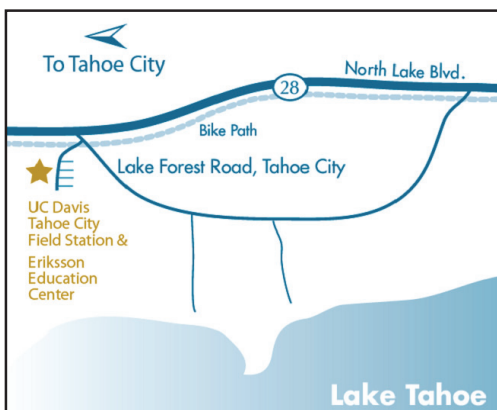 To Tahoe City
North Lake Blvd.
28
Bike Path
Lake Forest Road, Tahoe City
UC Davis
Tahoe City
Field Station &
Eriksson
Education
Center
Lake Tahoe